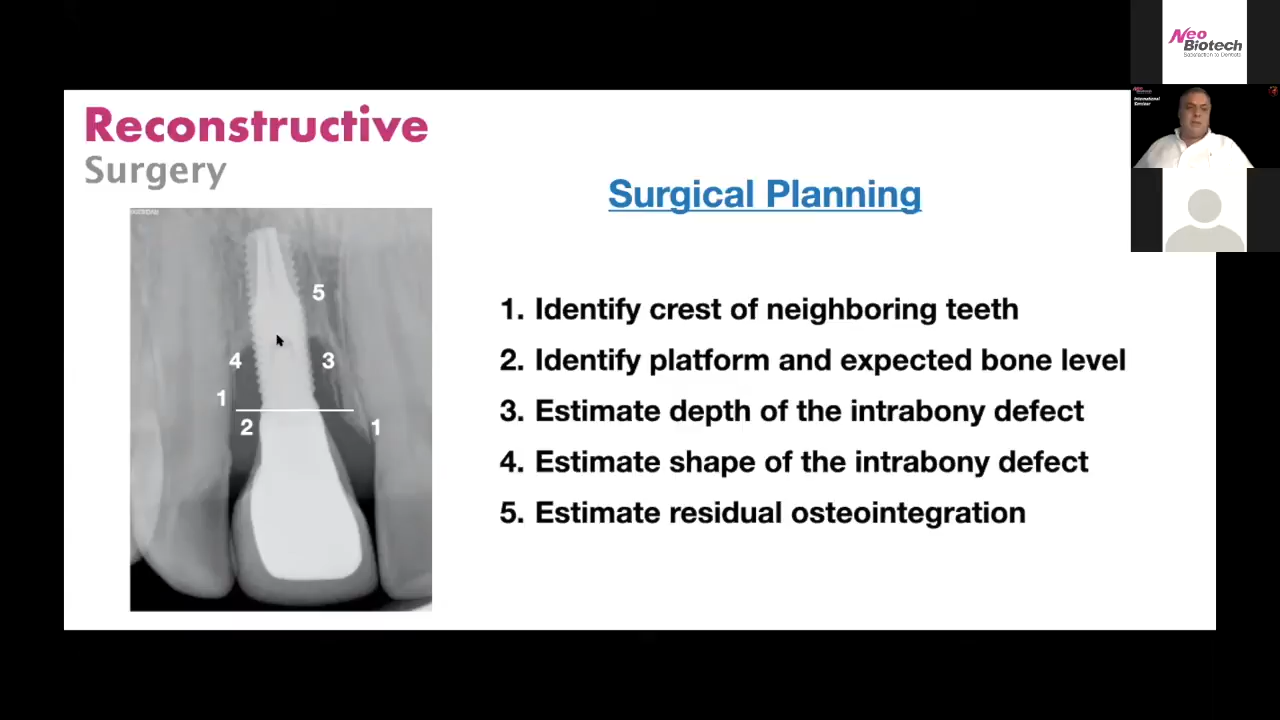 Reconstructive
Surgery
Surgical Planning
1. Identify crest of neighboring teeth
2. Identify platform and expected bone level
3. Estimate depth of the intrabony defect
4. Estimate shape of the intrabony defect
5. Estimate residual osteointegration
5
4
3
1
2
1
Neo
Biotech
International
Seminar